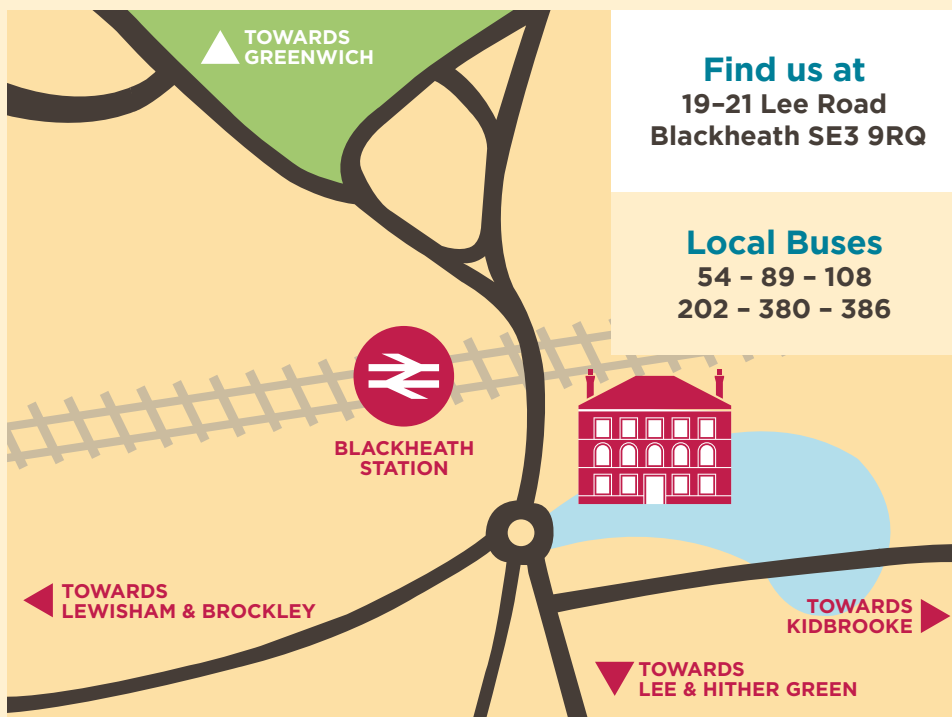 TOWARDS
GREENWICH
Find us at
19–21 Lee Road
Blackheath SE3 9RQ
Local Buses
54 – 89 – 108
202 – 380 – 386
BLACKHEATH
STATION
TOWARDS
LEWISHAM & BROCKLEY
TOWARDS
KIDBROOKE
TOWARDS
LEE & HITHER GREEN